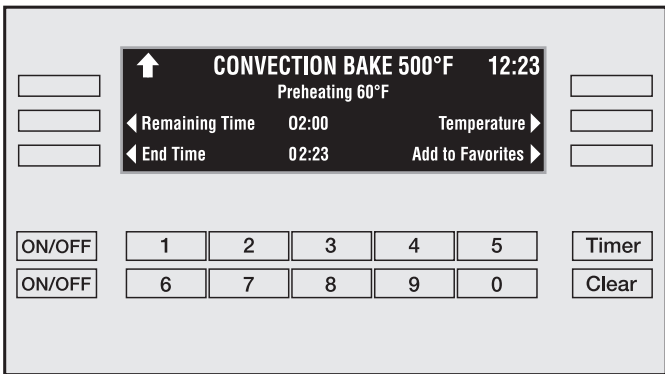 CONVECTION BAKE 500°F 12:23
Preheating 60°F
Remaining Time 02:00 Temperature
End Time 02:23 Add to Favorites
ON/OFF 1 2 3 4 5 Timer
ON/OFF 6 7 8 9 0 Clear